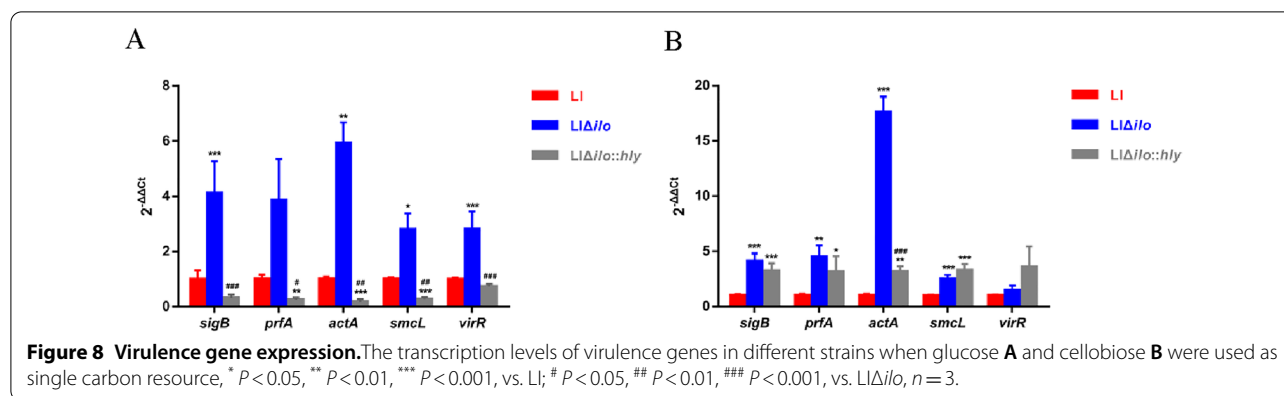 A
8
6
4
2
0
2^-ΔΔCt
*** ** * ***
### # ** ## *** ## *** ###
sigB prfA actA smcL virR
LI
LIΔilo
LIΔilo::hly
B
20
15
10
5
0
2^-ΔΔCt
*** *** ** * *** ### ** *** ***
sigB prfA actA smcL virR
LI
LIΔilo
LIΔilo::hly
Figure 8 Virulence gene expression.The transcription levels of virulence genes in different strains when glucose A and cellobiose B were used as
single carbon resource, * P < 0.05, ** P < 0.01, *** P < 0.001, vs. LI; # P < 0.05, ## P < 0.01, ### P < 0.001, vs. LIΔilo, n = 3.